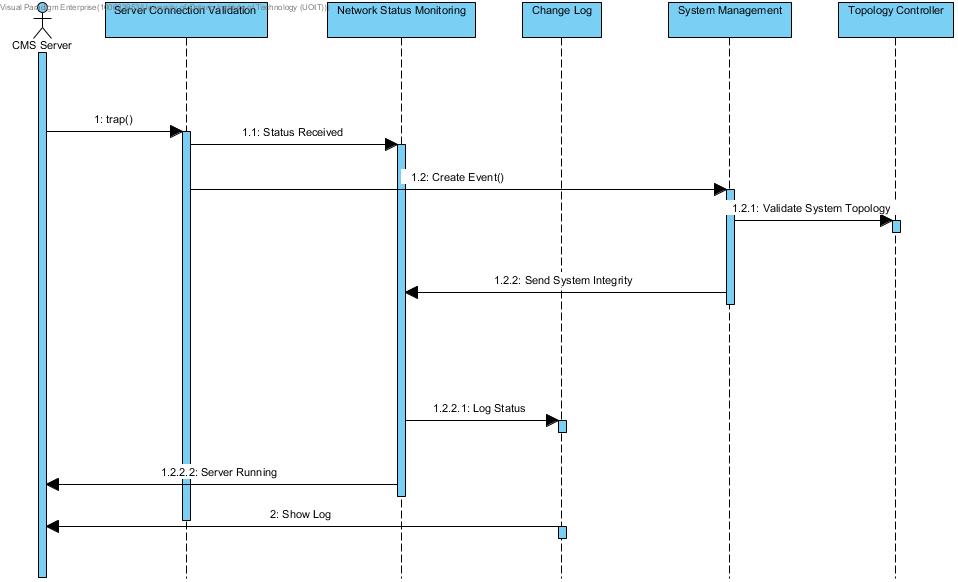 Visual Paradigm Enterprise
of Technology (UOIT))
Server Connection Validation
Network Status Monitoring
Change Log
System Management
Topology Controller
CMS Server
1: trap()
1.1: Status Received
1.2: Create Event()
1.2.1: Validate System Topology
1.2.2: Send System Integrity
1.2.2.1: Log Status
1.2.2.2: Server Running
2: Show Log